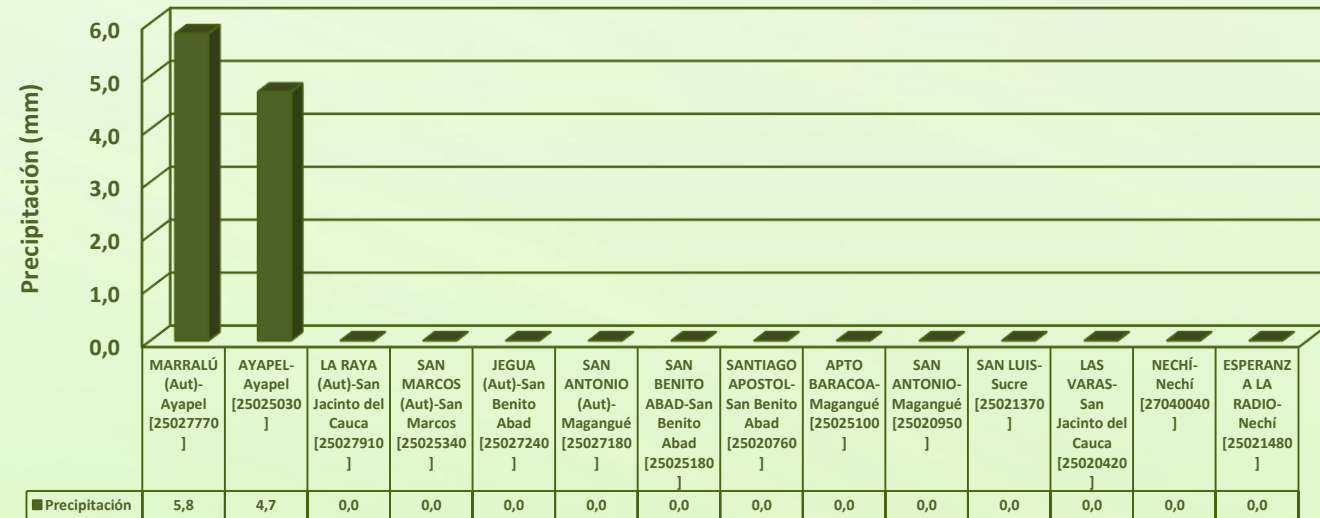 Precipitación (mm)
6,0
5,0
4,0
3,0
2,0
1,0
0,0
MARRALÚ
(Aut)-
Ayapel
[25027770
]
AYAPEL-
Ayapel
[25025030
]
LA RAYA
(Aut)-San
Jacinto del
Cauca
[25027910
]
SAN
MARCOS
(Aut)-San
Marcos
[25025340
]
JEGUA
(Aut)-San
Benito
Abad
[25027240
]
SAN
ANTONIO
(Aut)-
Magangué
[25027180
]
SAN
BENITO
ABAD-San
Benito
Abad
[25025180
]
SANTIAGO
APOSTOL-
San Benito
Abad
[25020760
]
APTO
BARACOA-
Magangué
[25025100
]
SAN
ANTONIO-
Magangué
[25020950
]
SAN LUIS-
Sucre
[25021370
]
LAS
VARAS-
San
Jacinto del
Cauca
[25020420
]
NECHÍ-
Nechí
[27040040
]
ESPERANZ
A LA
RADIO-
Nechí
[25021480
]
Precipitación 5,8 4,7 0,0 0,0 0,0 0,0 0,0 0,0 0,0 0,0 0,0 0,0 0,0 0,0